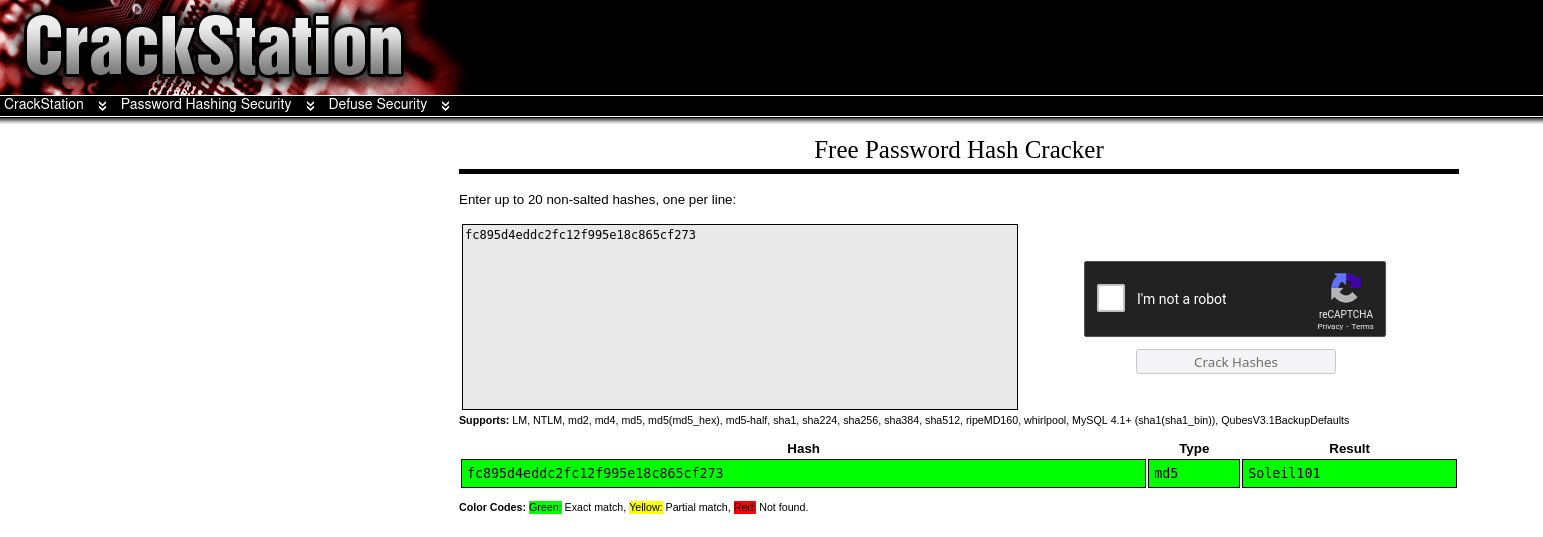 CrackStation
CrackStation Password Hashing Security Defuse Security
Free Password Hash Cracker
Enter up to 20 non-salted hashes, one per line:
fc895d4eddc2fc12f995e18c865cf273
I'm not a robot
reCAPTCHA
Privacy - Terms
Crack Hashes
Supports: LM, NTLM, md2, md4, md5, md5(md5_hex), md5-half, sha1, sha224, sha256, sha384, sha512, ripeMD160, whirlpool, MySQL 4.1+ (sha1(sha1_bin)), QubesV3.1BackupDefaults
Hash Type Result
fc895d4eddc2fc12f995e18c865cf273 md5 Soleil101
Color Codes: Green: Exact match, Yellow: Partial match, Red: Not found.